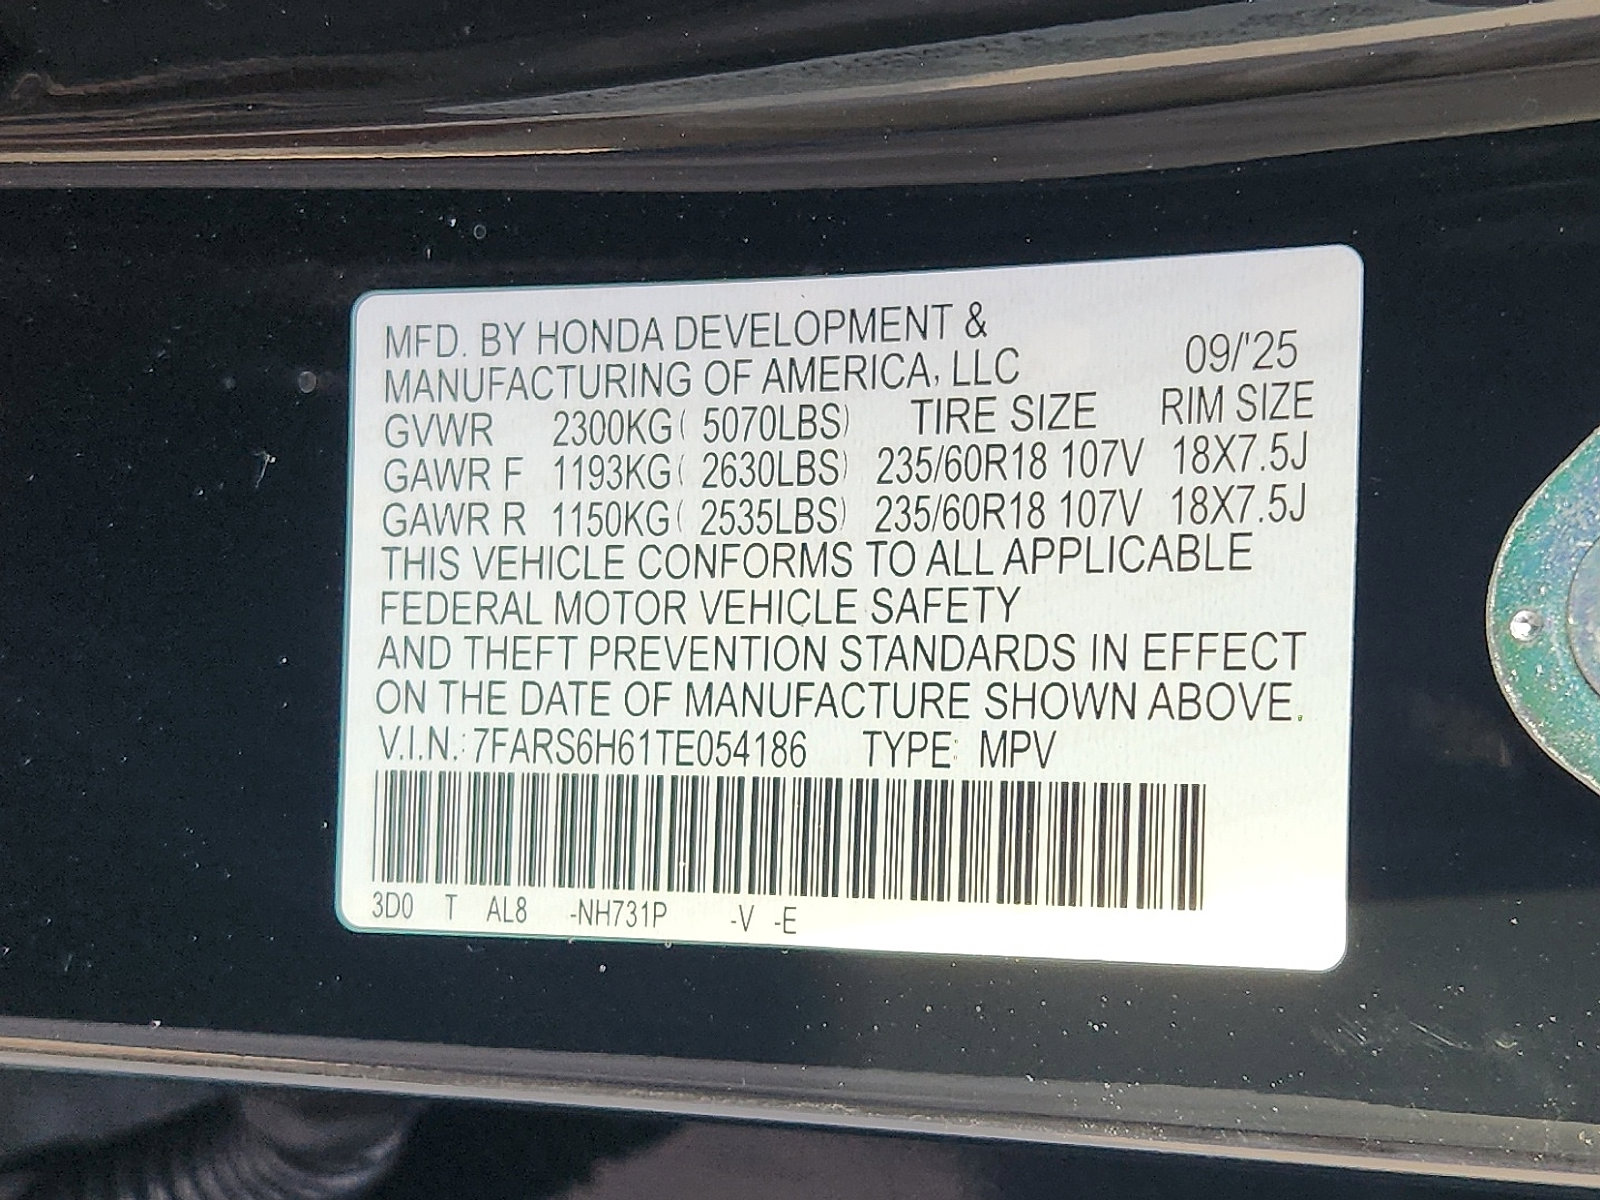 MFD. BY HONDA DEVELOPMENT &
MANUFACTURING OF AMERICA, LLC 09/'25
GVWR 2300KG( 5070LBS) TIRE SIZE RIM SIZE
GAWR F 1193KG( 2630LBS) 235/60R18 107V 18X7.5J
GAWR R 1150KG( 2535LBS) 235/60R18 107V 18X7.5J
THIS VEHICLE CONFORMS TO ALL APPLICABLE
FEDERAL MOTOR VEHICLE SAFETY
AND THEFT PREVENTION STANDARDS IN EFFECT
ON THE DATE OF MANUFACTURE SHOWN ABOVE.
V.I.N.: 7FARS6H61TE054186 TYPE: MPV
3D0 T AL8 -NH731P -V -E